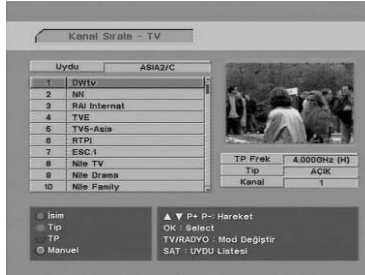 Kanal Sırala - TV
Uydu ASIA2/C
1 DWtv
2 NN
3 RAI Internat
4 TVE
5 TV5-Asia
6 RTPI
7 ESC.1
8 Nile TV
9 Nile Drama
10 Nile Family
TP Frek 4.000GHz (H)
Tip AÇIK
Kanal 1
İsim
Tip
TP
Manuel
▲ ▼ P+ P-: Hareket
OK : Select
TV/RADYO : Mod Değiştir
SAT : UYDU Listesi